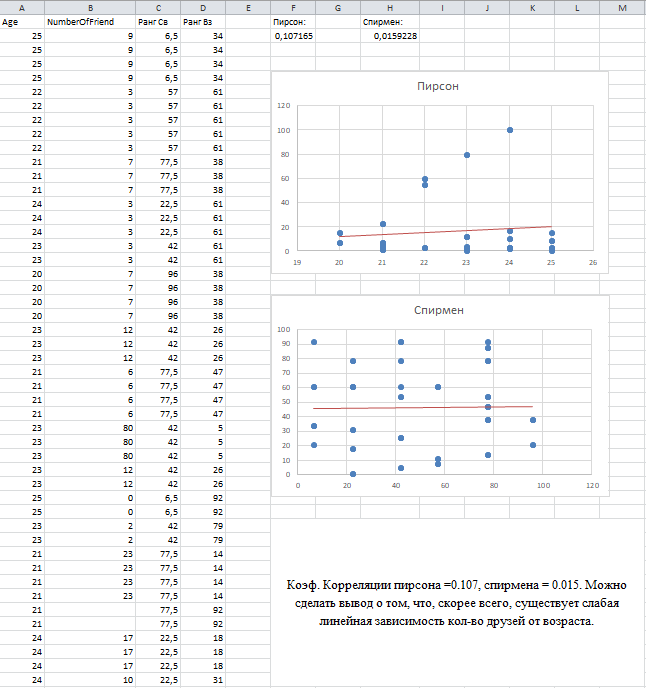 A B C D E F G H I J K L M
Age NumberOfFriend Ранг Св Ранг Вз Пирсон: Спирмен:
25 9 6,5 34 0,107165 0,0159228
25 9 6,5 34
25 9 6,5 34
25 9 6,5 34
22 3 57 61
22 3 57 61
22 3 57 61
22 3 57 61
22 3 57 61
21 7 77,5 38
21 7 77,5 38
21 7 77,5 38
24 3 22,5 61
24 3 22,5 61
24 3 22,5 61
23 3 42 61
23 3 42 61
20 7 96 38
20 7 96 38
20 7 96 38
20 7 96 38
23 12 42 26
23 12 42 26
23 12 42 26
21 6 77,5 47
21 6 77,5 47
21 6 77,5 47
21 6 77,5 47
23 80 42 5
23 80 42 5
23 80 42 5
23 12 42 26
23 12 42 26
25 0 6,5 92
25 0 6,5 92
23 2 42 79
23 2 42 79
21 23 77,5 14
21 23 77,5 14
21 23 77,5 14
21 23 77,5 14
21 77,5 92
21 77,5 92
24 17 22,5 18
24 17 22,5 18
24 17 22,5 18
24 10 22,5 31
Пирсон
120
100
80
60
40
20
0
19 20 21 22 23 24 25 26
Спирмен
100
90
80
70
60
50
40
30
20
10
0
0 20 40 60 80 100 120
Коэф. Корреляции пирсона =0.107, спирмена = 0.015. Можно
сделать вывод о том, что, скорее всего, существует слабая
линейная зависимость кол-во друзей от возраста.